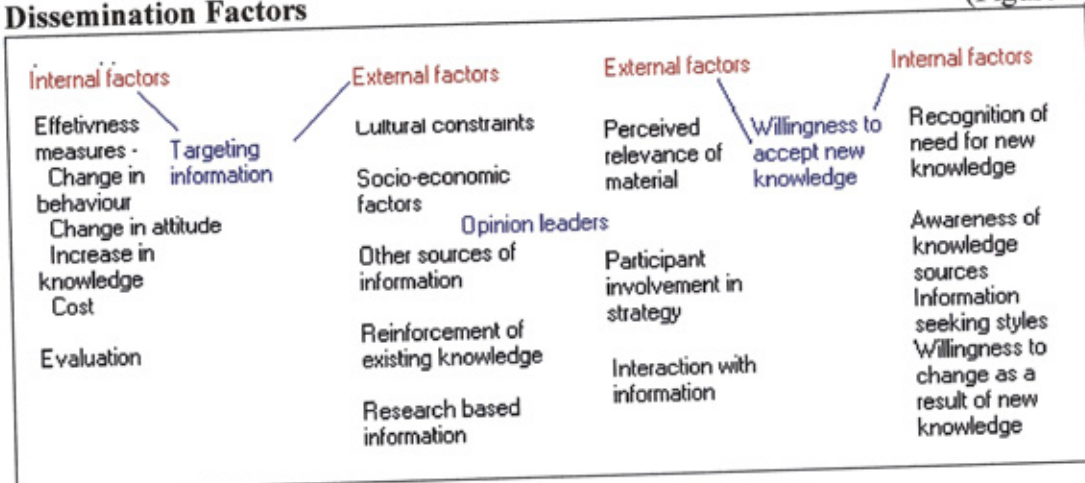 Dissemination Factors
Internal factors
Effetivness
measures -
Change in
behaviour
Change in attitude
Increase in
knowledge
Cost
Evaluation
Targeting
information
External factors
Lultural constraints
Socio-economic
factors
Opinion leaders
Other sources of
information
Reinforcement of
existing knowledge
Research based
information
External factors
Perceived
relevance of
material
Participant
involvement in
strategy
Interaction with
information
Willingness to
accept new
knowledge
Internal factors
Recognition of
need for new
knowledge
Awareness of
knowledge
sources
Information
seeking styles
Willingness to
change as a
result of new
knowledge